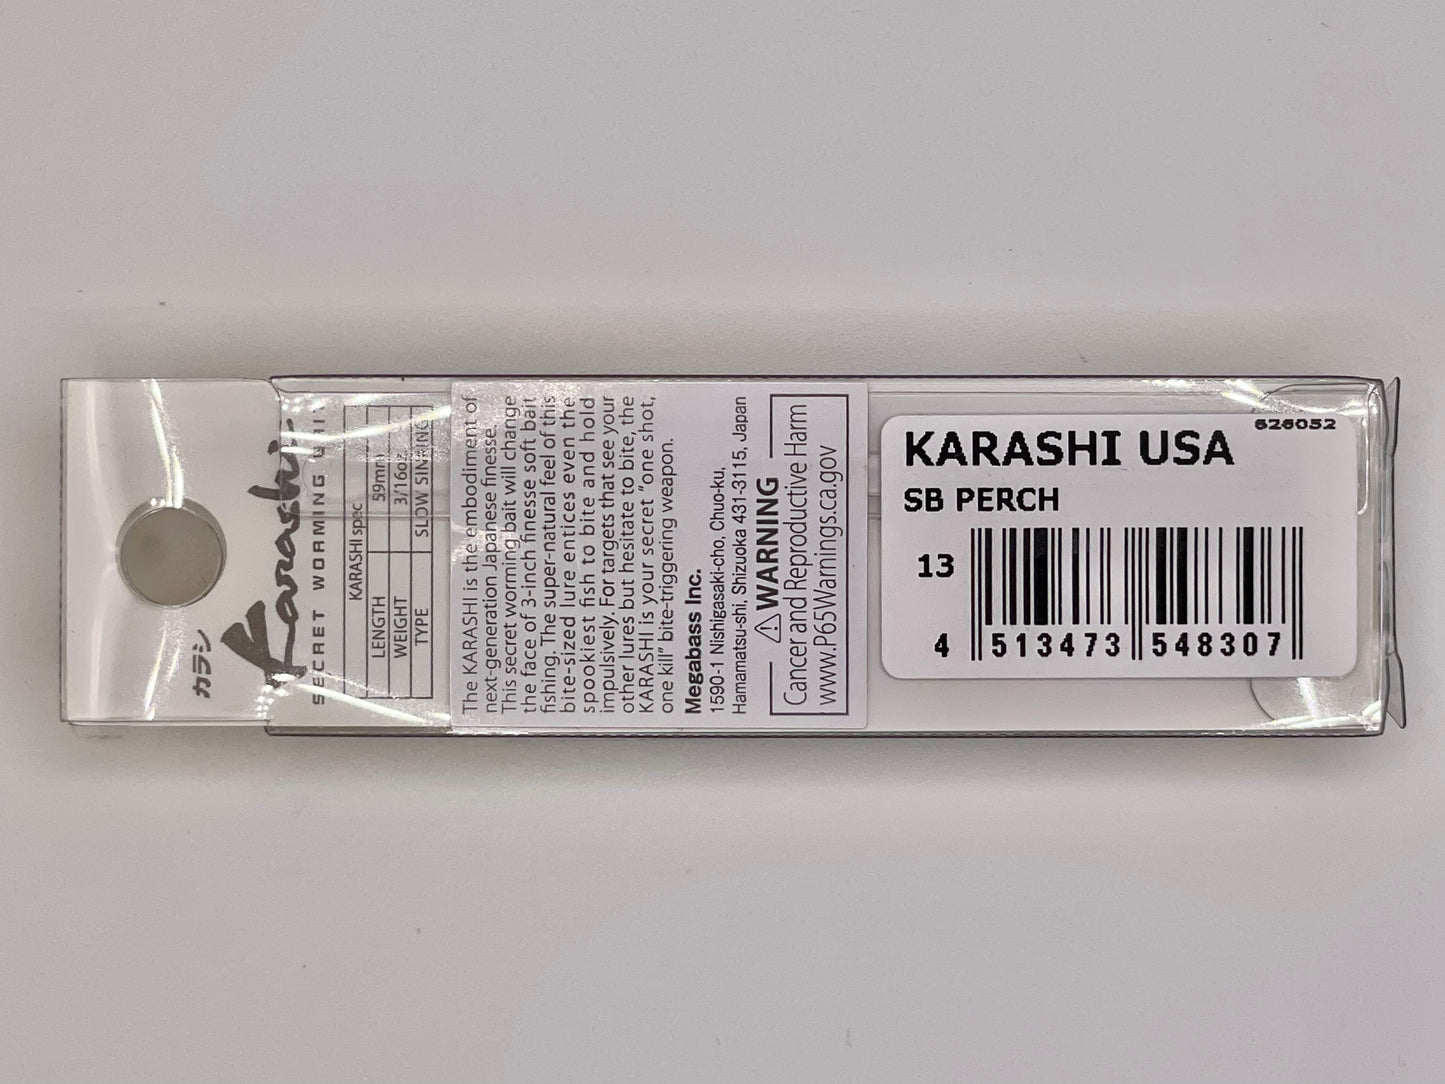 カラシ
Karashi
SECRET WORMING
KARASHI spec
LENGTH 59mm
WEIGHT 3/16oz
TYPE SLOW SINKING
The KARASHI is the embodiment of
next-generation Japanese finesse.
This secret worming bait will change
the face of 3-inch finesse soft bait
fishing. The super-natural feel of this
bite-sized lure entices even the
spookiest fish to bite and hold
impulsively. For targets that see your
other lures but hesitate to bite, the
KARASHI is your secret "one shot,
one kill" bite-triggering weapon.
Megabass Inc.
1590-1 Nishigasaki-cho, Chuo-ku,
Hamamatsu-shi, Shizuoka 431-3115, Japan
⚠WARNING
Cancer and Reproductive Harm
www.P65Warnings.ca.gov
626052
KARASHI USA
SB PERCH
13
4 513473 548307